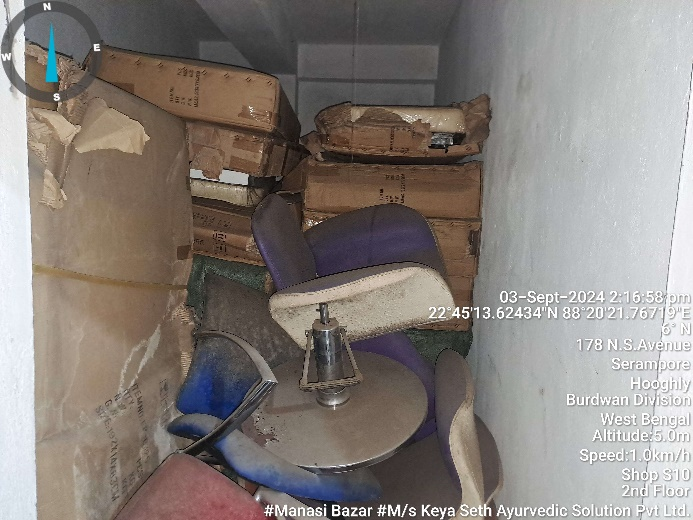 N
W E
S
03-Sept-2024 2:16:58 pm
22°45'13.62434"N 88°20'21.76719"E
6° N
178 N.S.Avenue
Serampore
Hooghly
Burdwan Division
West Bengal
Altitude:5.0m
Speed:1.0km/h
Shop S10
2nd Floor
#Manasi Bazar #M/s Keya Seth Ayurvedic Solution Pvt Ltd.